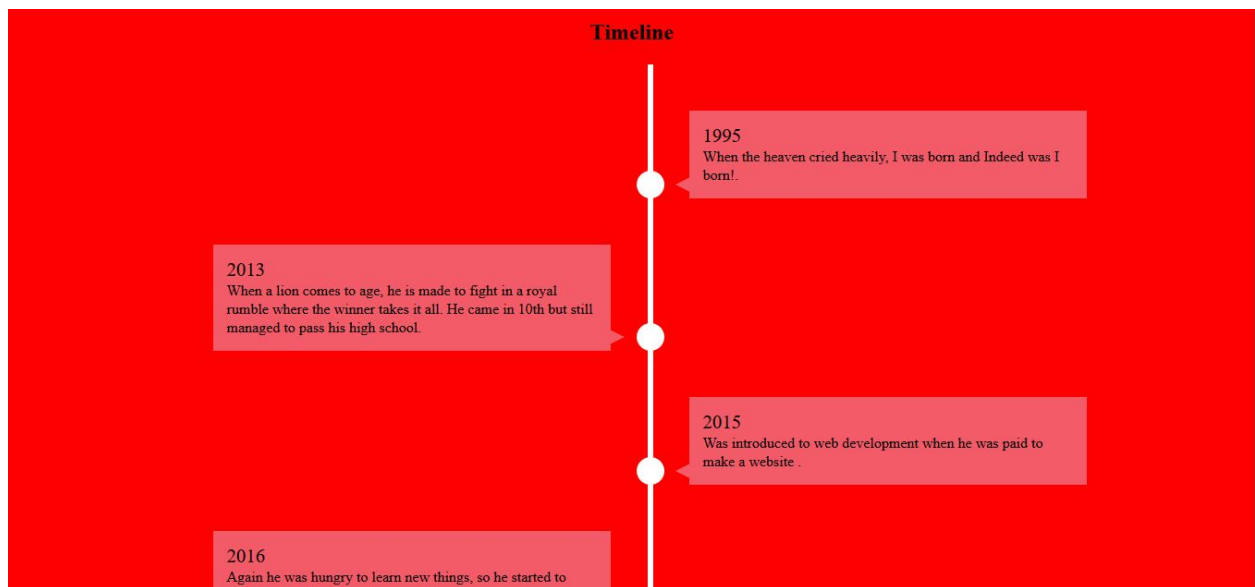 Timeline
1995
When the heaven cried heavily, I was born and Indeed was I
born!.
2013
When a lion comes to age, he is made to fight in a royal
rumble where the winner takes it all. He came in 10th but still
managed to pass his high school.
2015
Was introduced to web development when he was paid to
make a website .
2016
Again he was hungry to learn new things, so he started to